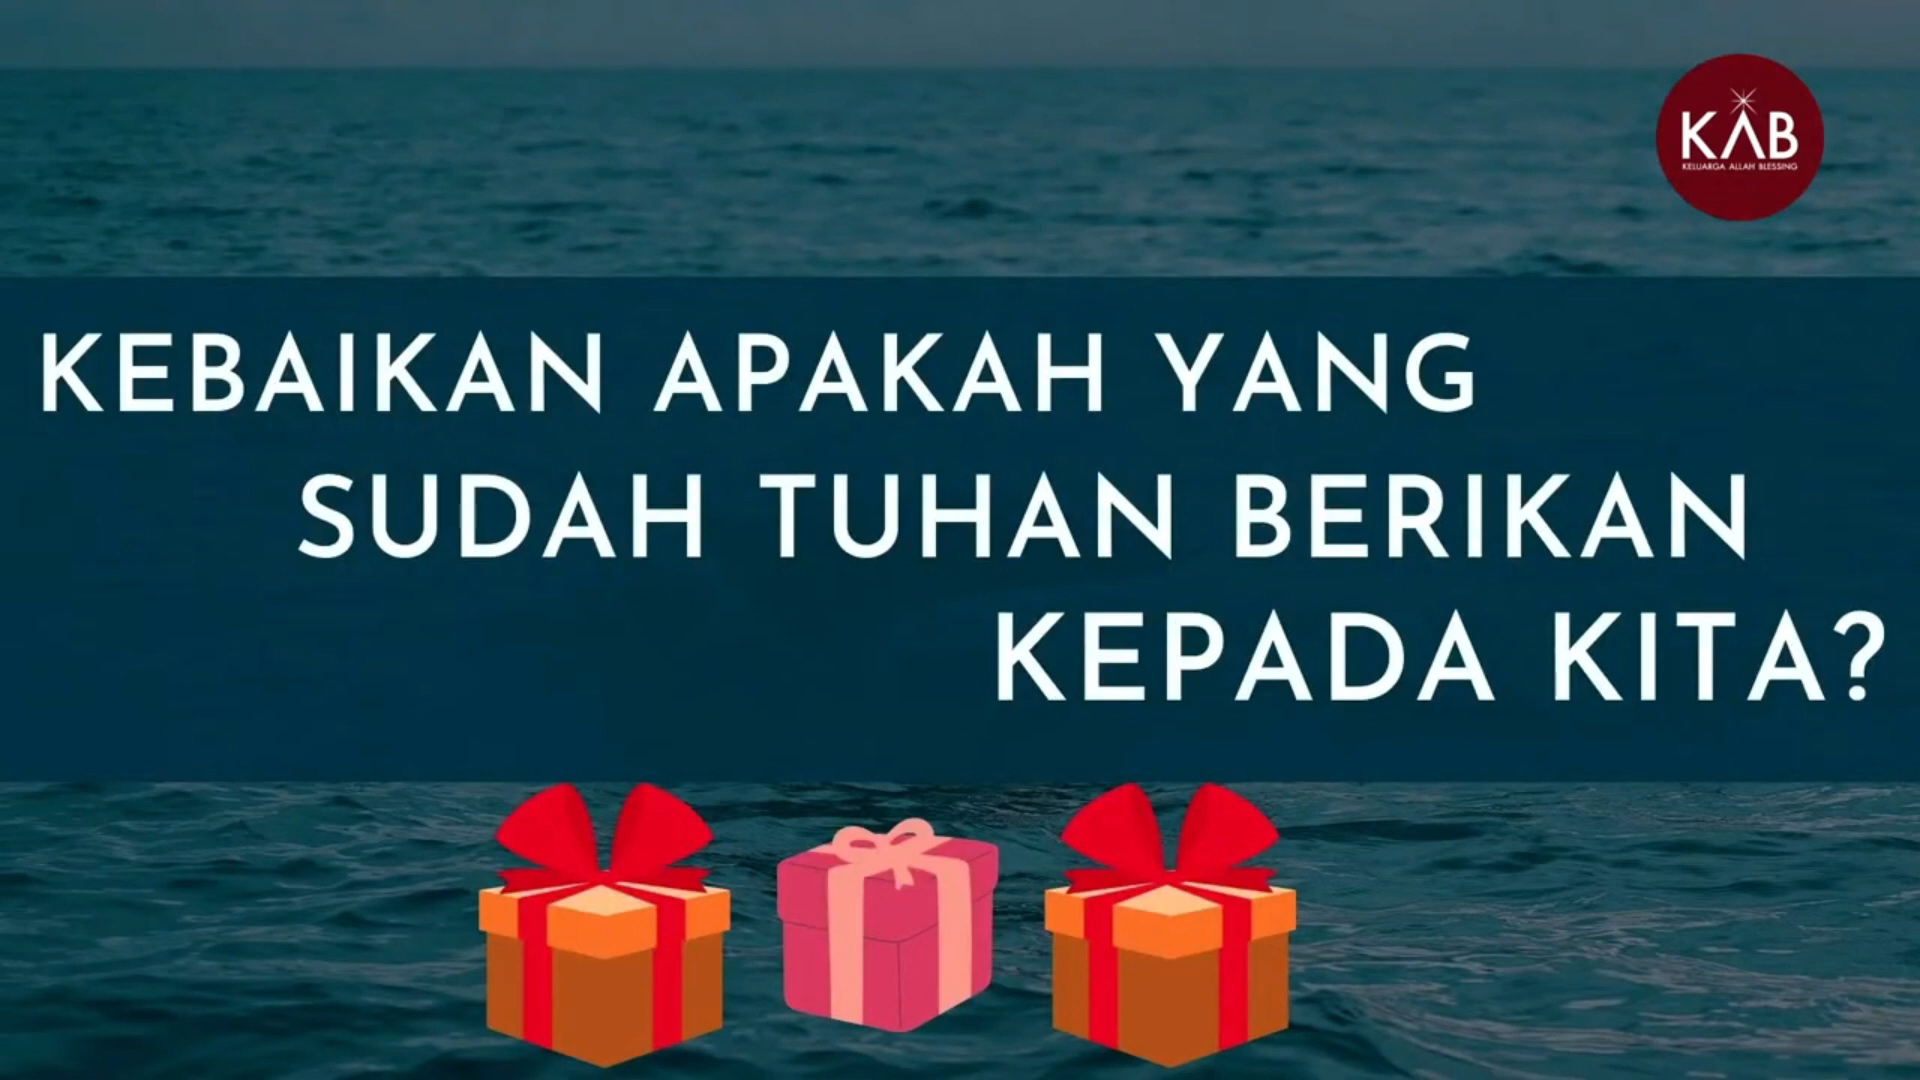 KAB
KELUARGA ALLAH BLESSING
KEBAIKAN APAKAH YANG
SUDAH TUHAN BERIKAN
KEPADA KITA?